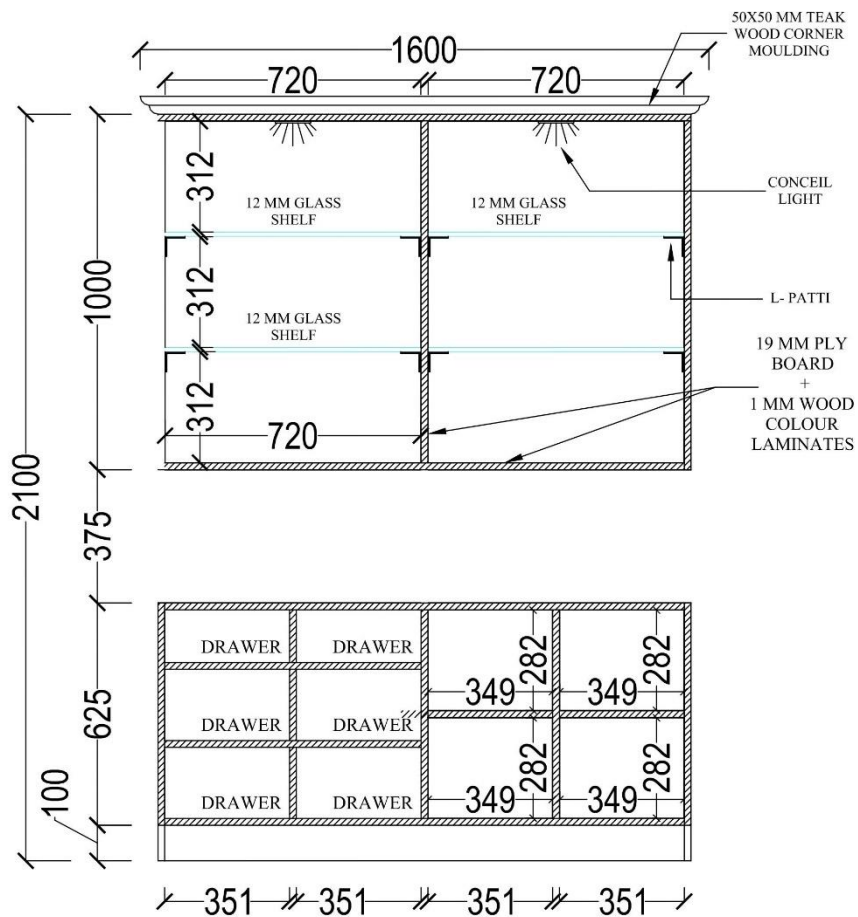 50X50 MM TEAK
WOOD CORNER
MOULDING
1600
720
720
312
12 MM GLASS
SHELF
12 MM GLASS
SHELF
CONCEIL
LIGHT
1000
312
L- PATTI
12 MM GLASS
SHELF
19 MM PLY
BOARD
+
1 MM WOOD
COLOUR
LAMINATES
312
720
2100
375
625
DRAWER
DRAWER
282
282
349
349
DRAWER
DRAWER
282
282
349
349
DRAWER
DRAWER
100
351
351
351
351